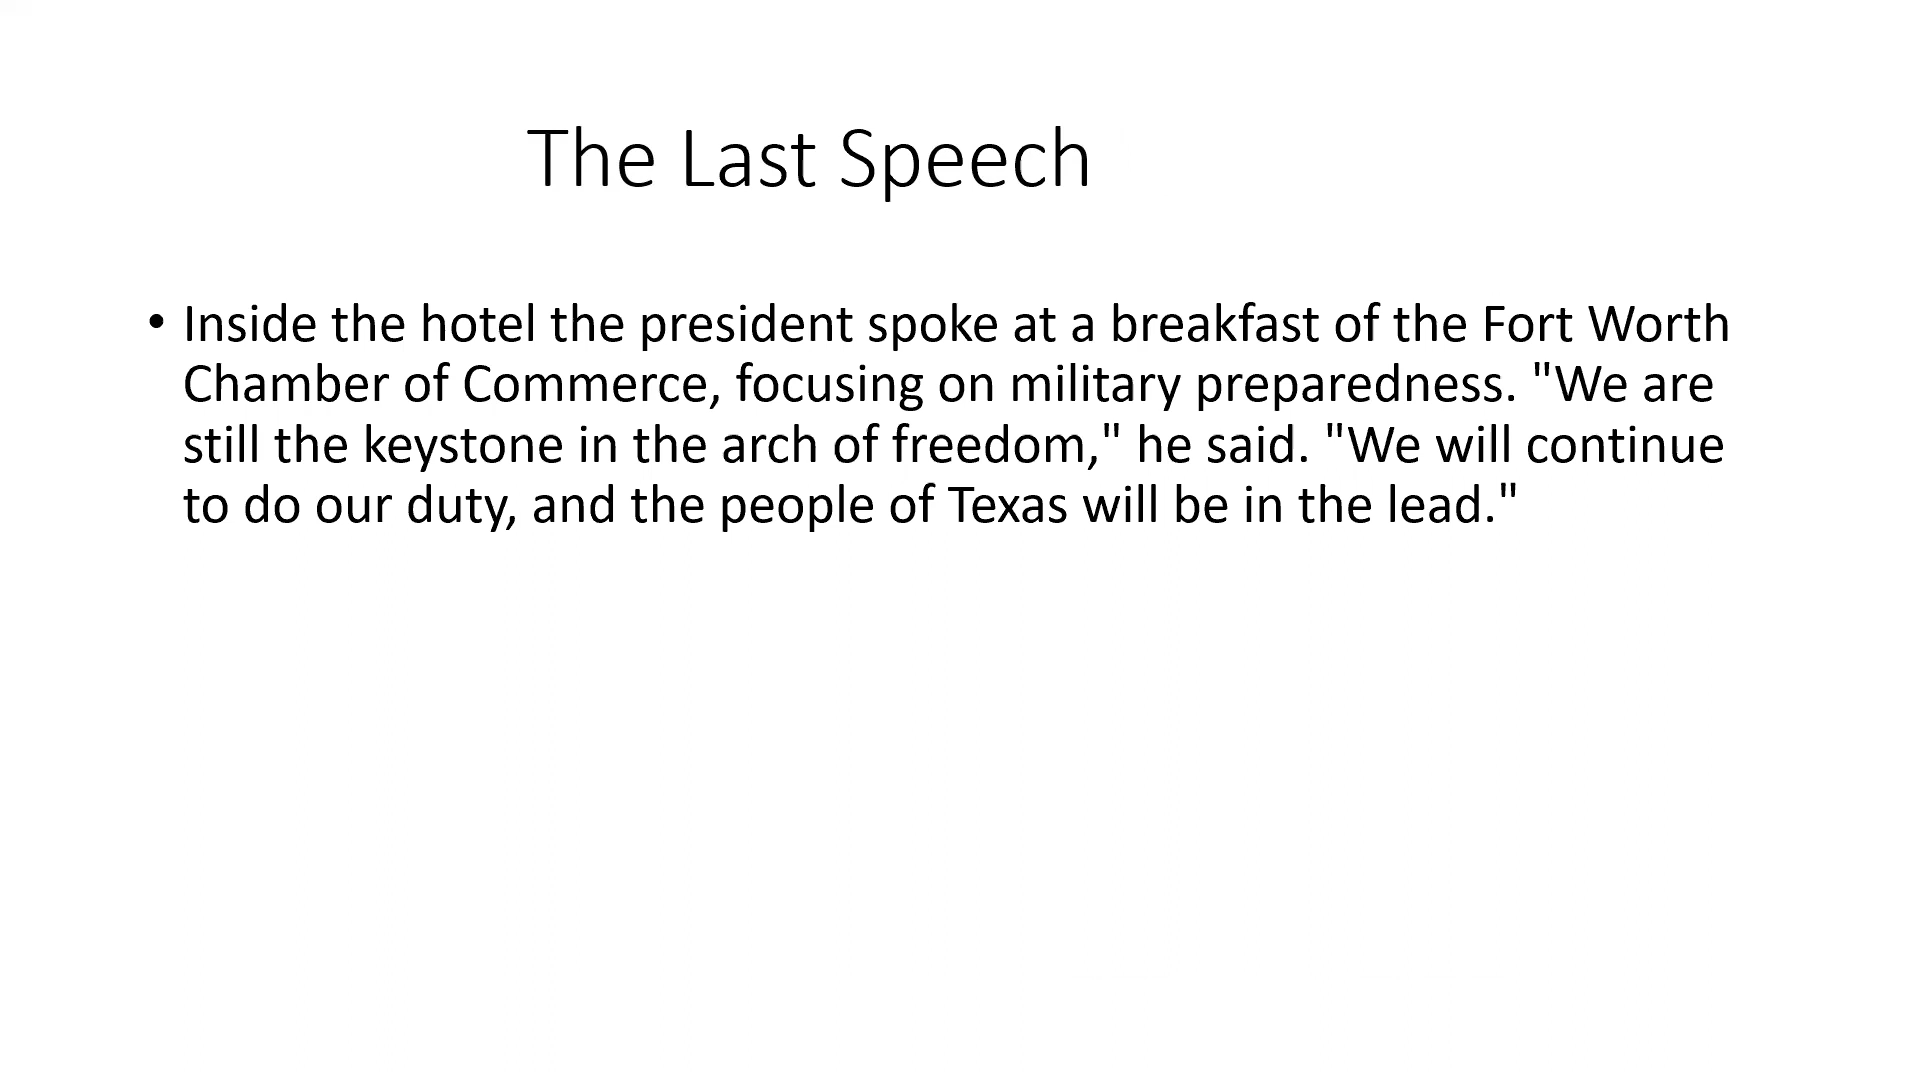 The Last Speech
• Inside the hotel the president spoke at a breakfast of the Fort Worth
Chamber of Commerce, focusing on military preparedness. "We are
still the keystone in the arch of freedom," he said. "We will continue
to do our duty, and the people of Texas will be in the lead."